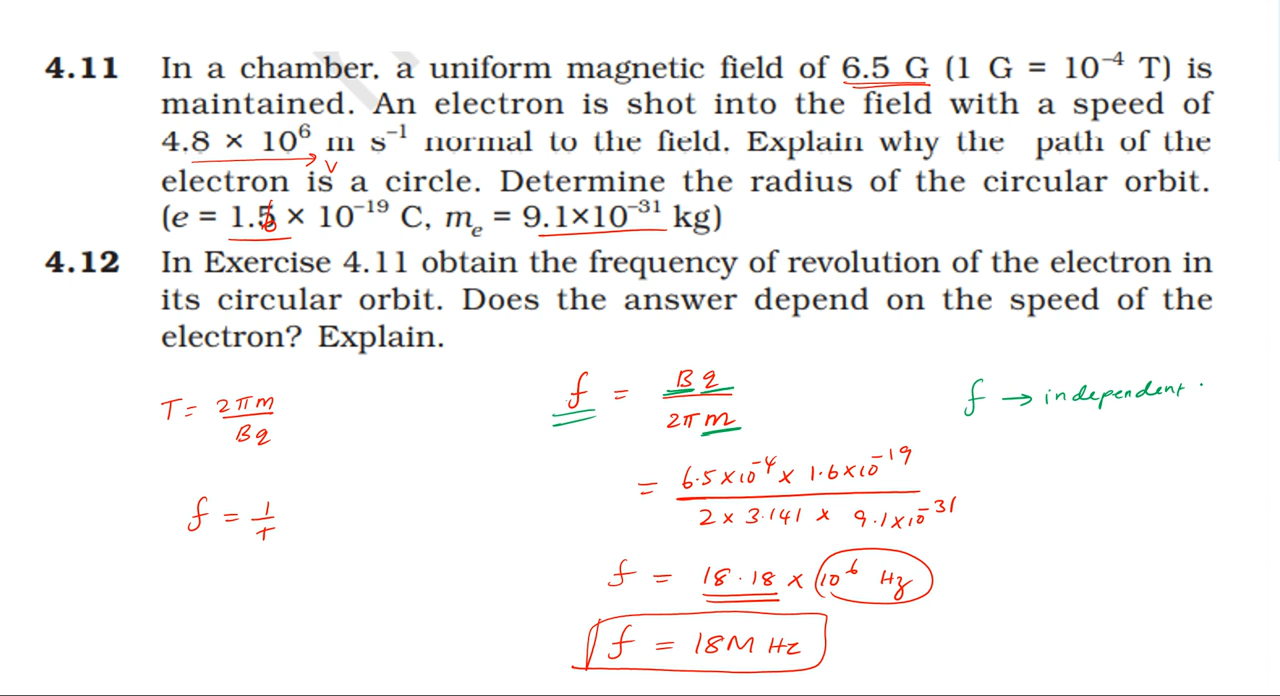 4.11 In a chamber, a uniform magnetic field of 6.5 G (1 G = 10⁻⁴ T) is
maintained. An electron is shot into the field with a speed of
4.8 × 10⁶ m s⁻¹ normal to the field. Explain why the path of the
v
electron is a circle. Determine the radius of the circular orbit.
(e = 1.6 × 10⁻¹⁹ C, mₑ = 9.1×10⁻³¹ kg)
4.12 In Exercise 4.11 obtain the frequency of revolution of the electron in
its circular orbit. Does the answer depend on the speed of the
electron? Explain.
T = 2πm / Bq
f = 1/T
f = Bq / 2πm
= 6.5×10⁻⁴ × 1.6×10⁻¹⁹ / 2 × 3.141 × 9.1×10⁻³¹
f = 18.18 × 10⁶ Hz
f = 18M Hz
f → independent.